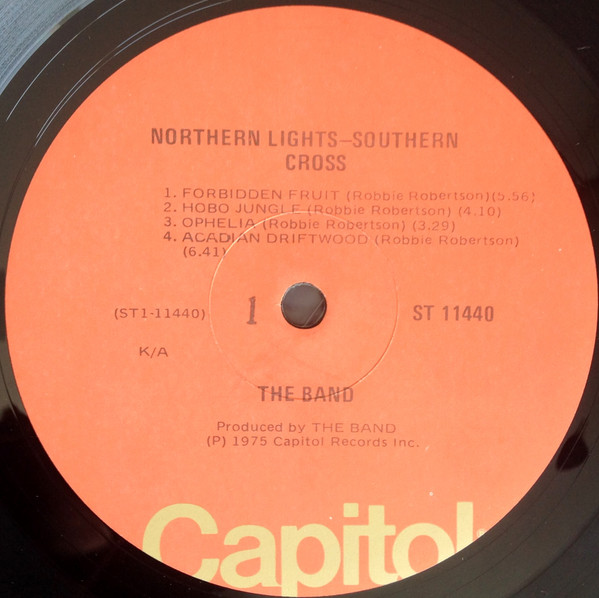 NORTHERN LIGHTS–SOUTHERN
CROSS
1. FORBIDDEN FRUIT (Robbie Robertson)(5.56)
2. HOBO JUNGLE (Robbie Robertson) (4.10)
3. OPHELIA (Robbie Robertson) (3.29)
4. ACADIAN DRIFTWOOD (Robbie Robertson)
(6.41)
(ST1-11440) 1 ST 11440
K/A
THE BAND
Produced by THE BAND
(P) 1975 Capitol Records Inc.
Capitol